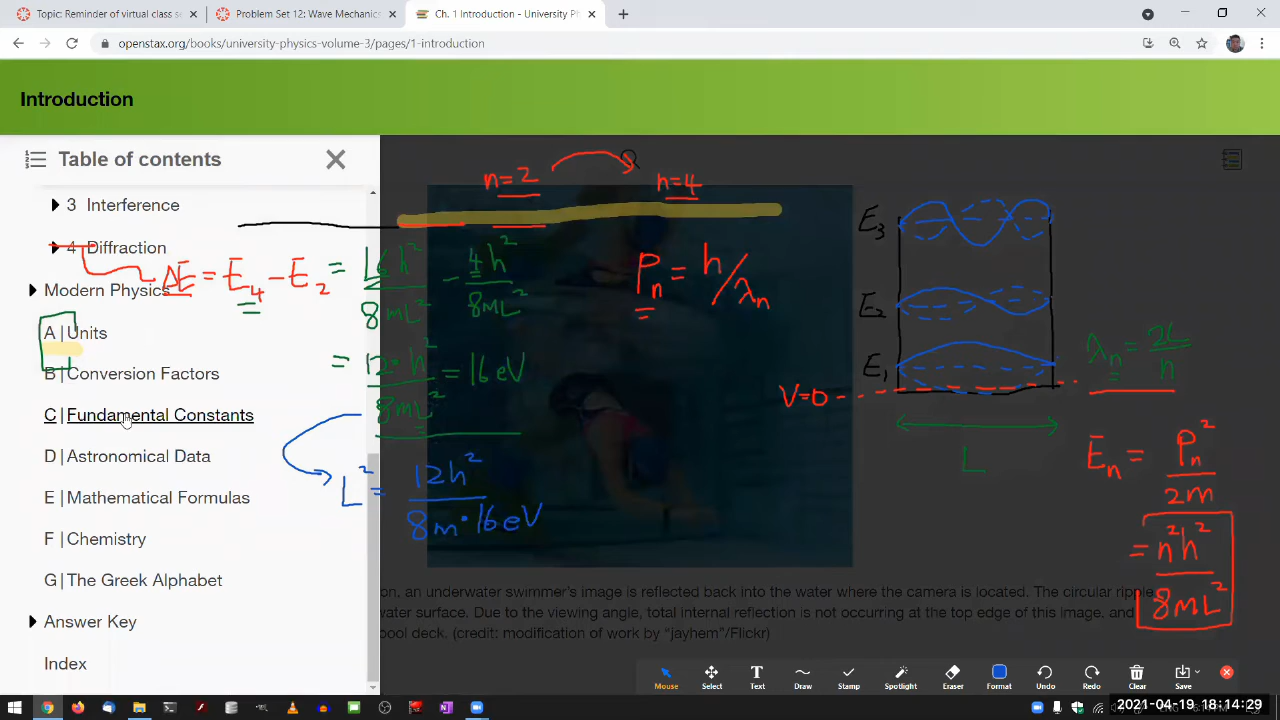 Topic: Reminder of virtual class s
Problem Set 12: Wave Mechanics
Ch. 1 Introduction - University Ph
openstax.org/books/university-physics-volume-3/pages/1-introduction
Introduction
Table of contents
3 Interference
4 Diffraction
Modern Physics
A | Units
B | Conversion Factors
C | Fundamental Constants
D | Astronomical Data
E | Mathematical Formulas
F | Chemistry
G | The Greek Alphabet
Answer Key
Index
n=2 n=4
ΔE = E₄ − E₂ = 16h²/8mL² − 4h²/8mL²
= 12h²/8mL² = 16 eV
L² = 12h²/8m·16eV
Pₙ = h/λₙ
E₃
E₂
E₁
V=0
L
λₙ = 2L/n
Eₙ = Pₙ²/2m
= n²h²/8mL²
on, an underwater swimmer's image is reflected back into the water where the camera is located. The circular ripple
water surface. Due to the viewing angle, total internal reflection is not occurring at the top edge of this image, and
pool deck. (credit: modification of work by "jayhem"/Flickr)
Mouse Select Text Draw Stamp Spotlight Eraser Format Undo Redo Clear Save
2021-04-19 18:14:29